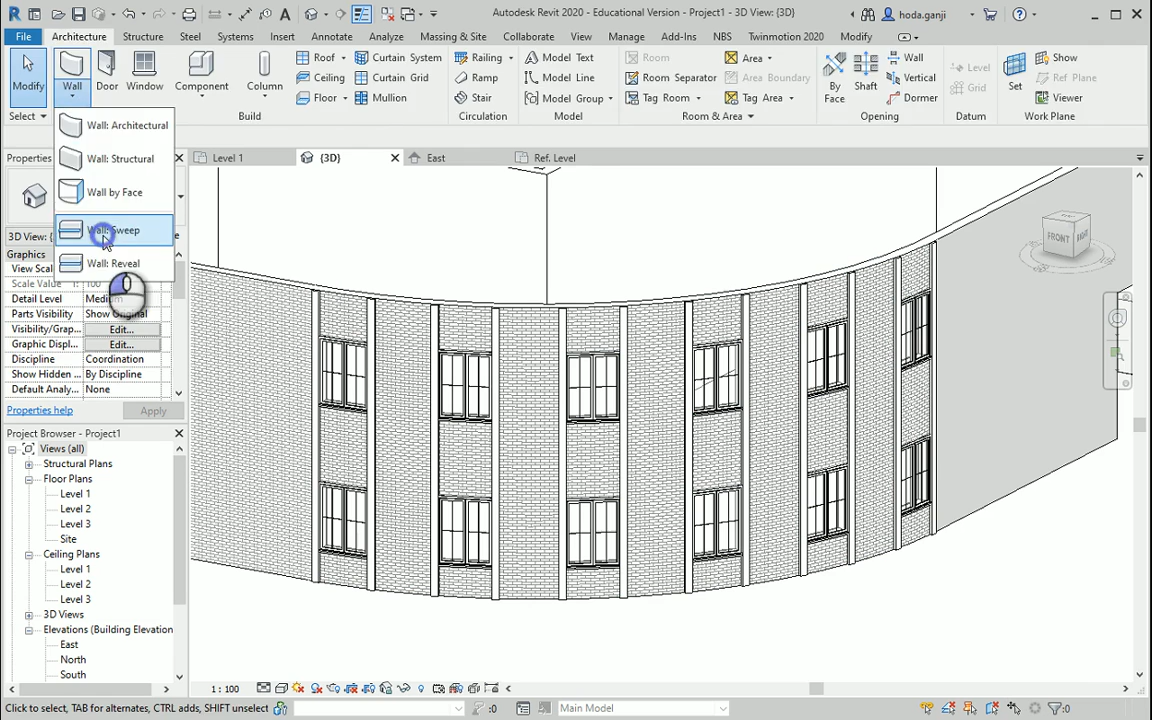 Autodesk Revit 2020 - Educational Version - Project1 - 3D View: {3D}
hoda.ganji
File Architecture Structure Steel Systems Insert Annotate Analyze Massing & Site Collaborate View Manage Add-Ins NBS Twinmotion 2020 Modify
Modify Wall Door Window Component Column
Roof Curtain System Railing Model Text Room Area Wall Level Show
Ceiling Curtain Grid Ramp Model Line Room Separator Area Boundary By Face Shaft Vertical Grid Set Ref Plane
Floor Mullion Stair Model Group Tag Room Tag Area Dormer Viewer
Select Build Circulation Model Room & Area Opening Datum Work Plane
Wall: Architectural
Wall: Structural
Wall by Face
Wall: Sweep
Wall: Reveal
Properties
Level 1 {3D} East Ref. Level
3D View: {
Graphics
View Scal
Scale Value 1: 100
Detail Level Medium
Parts Visibility Show Original
Visibility/Grap... Edit...
Graphic Displ... Edit...
Discipline Coordination
Show Hidden ... By Discipline
Default Analy... None
Properties help Apply
Project Browser - Project1
Views (all)
Structural Plans
Floor Plans
Level 1
Level 2
Level 3
Site
Ceiling Plans
Level 1
Level 2
Level 3
3D Views
Elevations (Building Elevation
East
North
South
FRONT RIGHT
1 : 100
Click to select, TAB for alternates, CTRL adds, SHIFT unselect
:0 Main Model :0